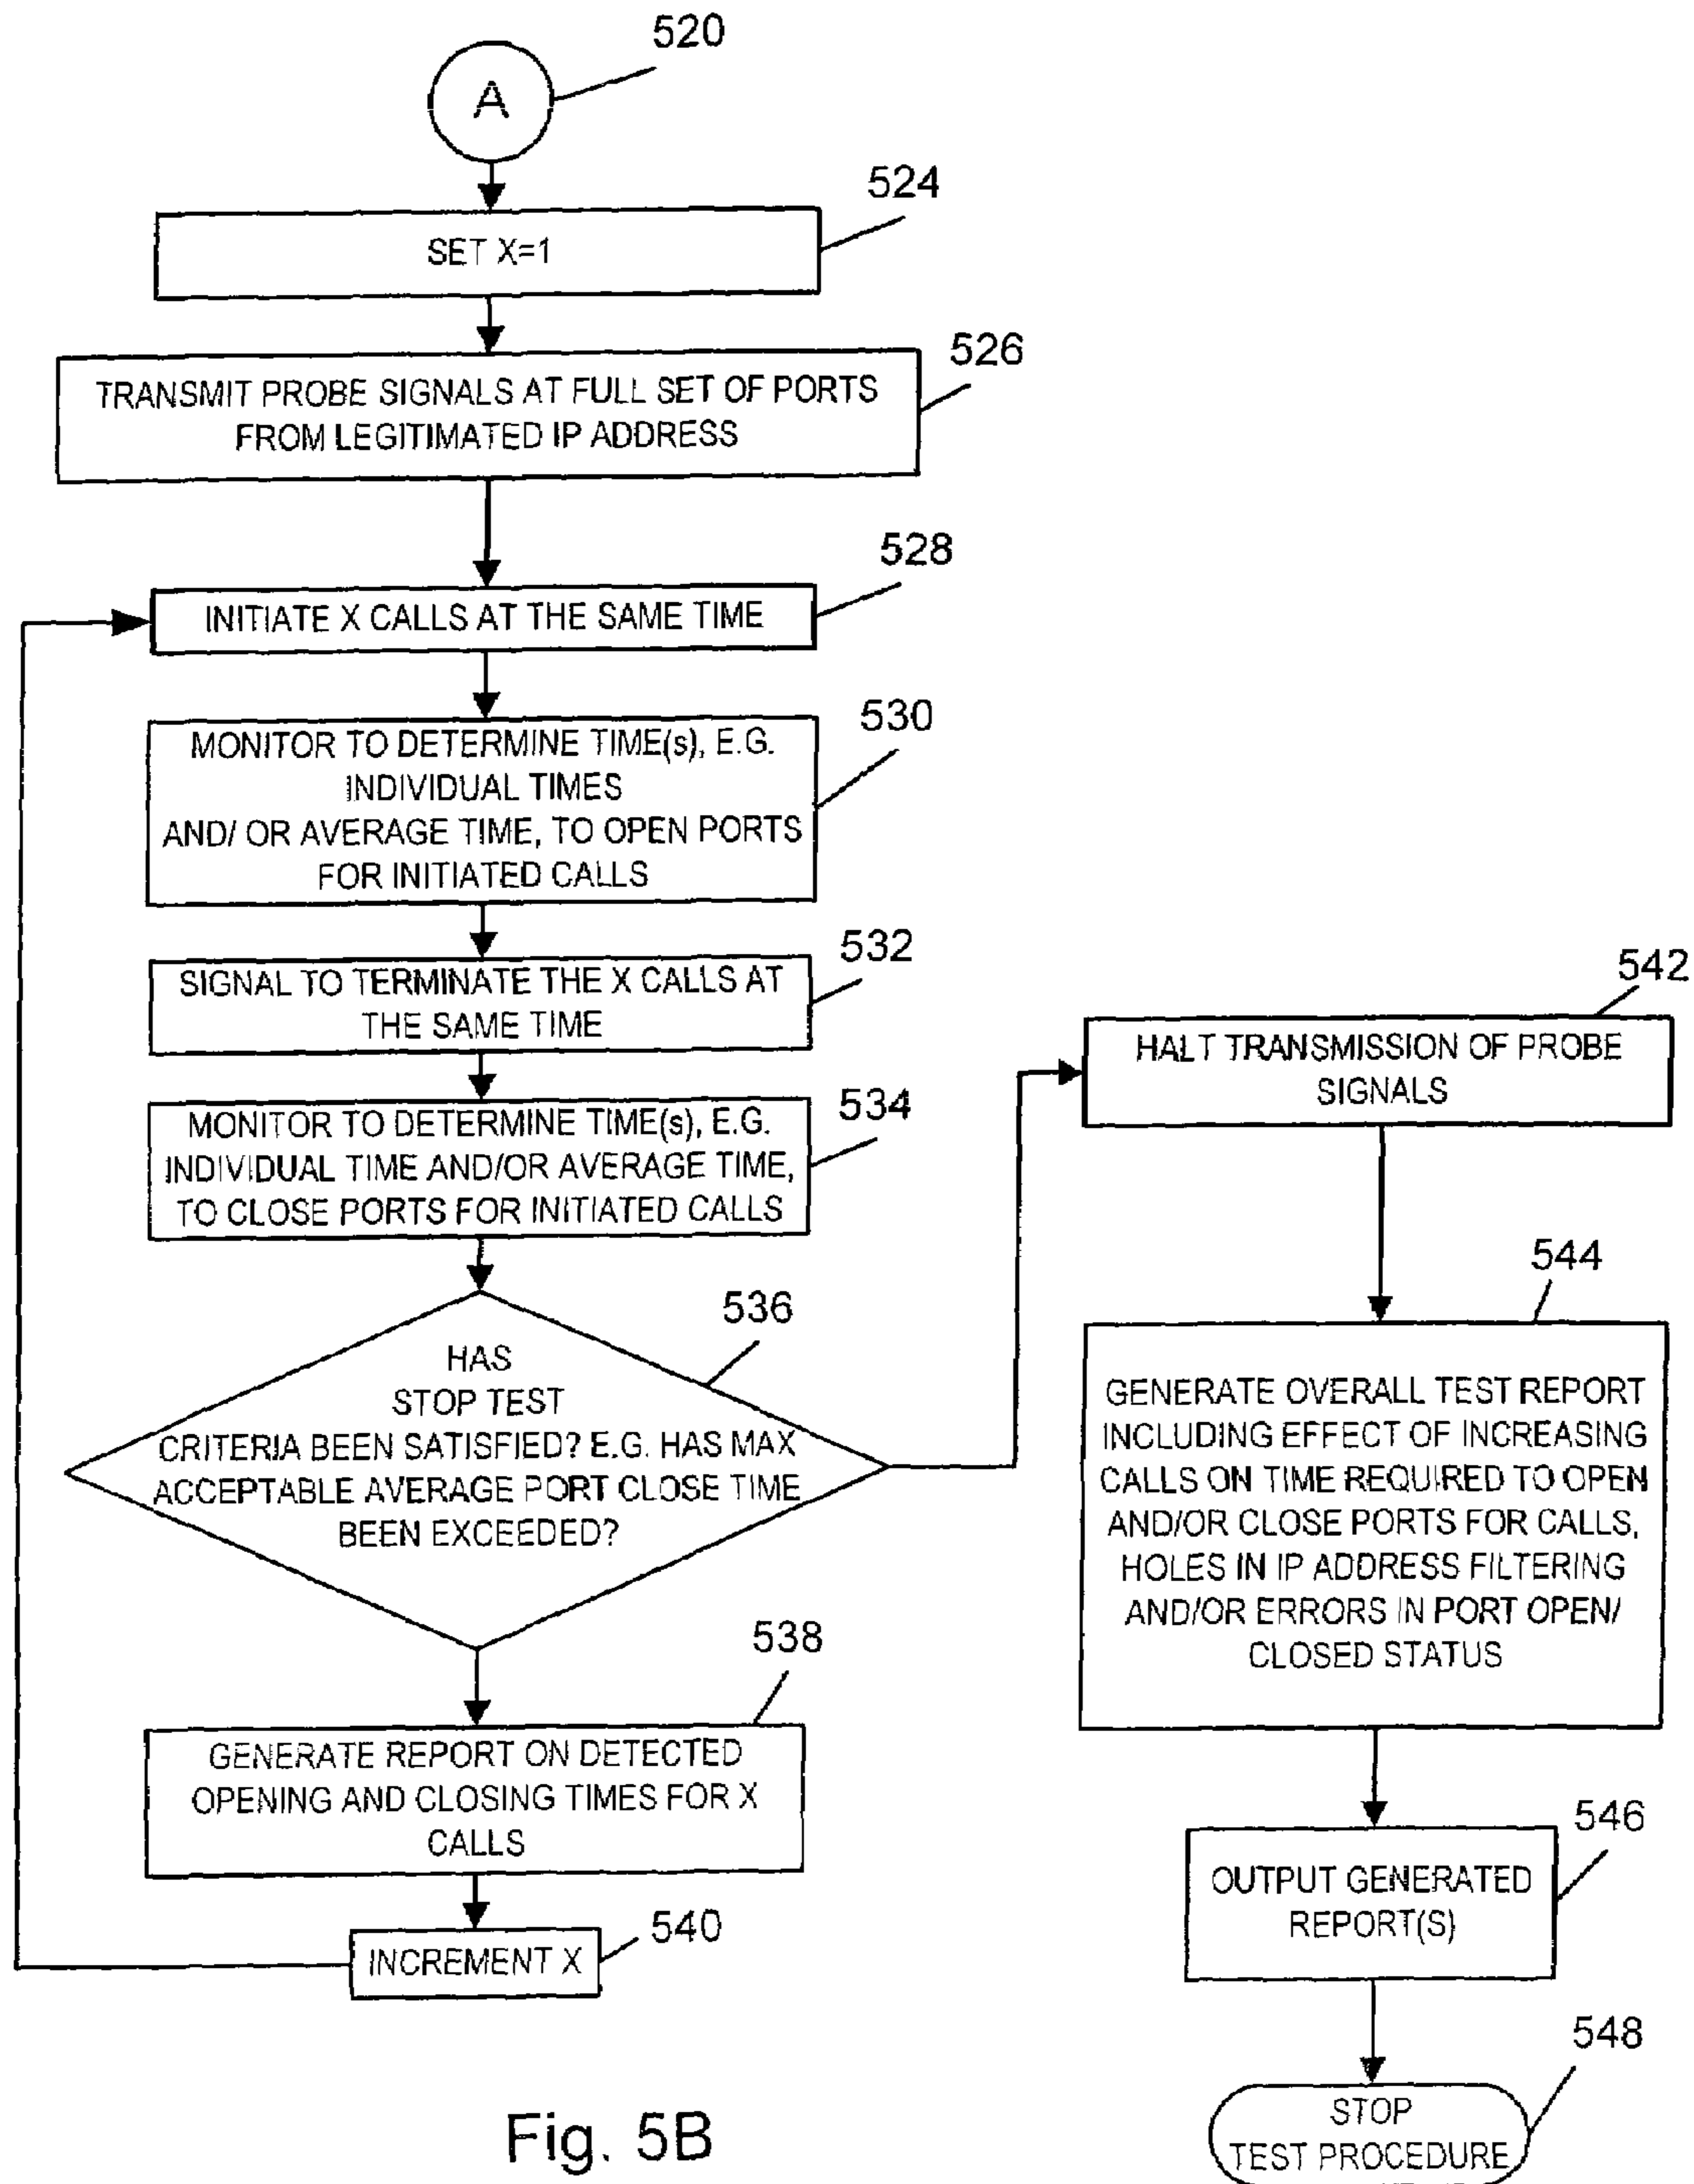 520
A
524
SET X=1
526
TRANSMIT PROBE SIGNALS AT FULL SET OF PORTS
FROM LEGITIMATED IP ADDRESS
528
INITIATE X CALLS AT THE SAME TIME
530
MONITOR TO DETERMINE TIME(s), E.G.
INDIVIDUAL TIMES
AND/ OR AVERAGE TIME, TO OPEN PORTS
FOR INITIATED CALLS
532
SIGNAL TO TERMINATE THE X CALLS AT
THE SAME TIME
534
MONITOR TO DETERMINE TIME(s), E.G.
INDIVIDUAL TIME AND/OR AVERAGE TIME,
TO CLOSE PORTS FOR INITIATED CALLS
536
HAS
STOP TEST
CRITERIA BEEN SATISFIED? E.G. HAS MAX
ACCEPTABLE AVERAGE PORT CLOSE TIME
BEEN EXCEEDED?
538
GENERATE REPORT ON DETECTED
OPENING AND CLOSING TIMES FOR X
CALLS
540
INCREMENT X
542
HALT TRANSMISSION OF PROBE
SIGNALS
544
GENERATE OVERALL TEST REPORT
INCLUDING EFFECT OF INCREASING
CALLS ON TIME REQUIRED TO OPEN
AND/OR CLOSE PORTS FOR CALLS,
HOLES IN IP ADDRESS FILTERING
AND/OR ERRORS IN PORT OPEN/
CLOSED STATUS
546
OUTPUT GENERATED
REPORT(S)
548
STOP
TEST PROCEDURE
Fig. 5B